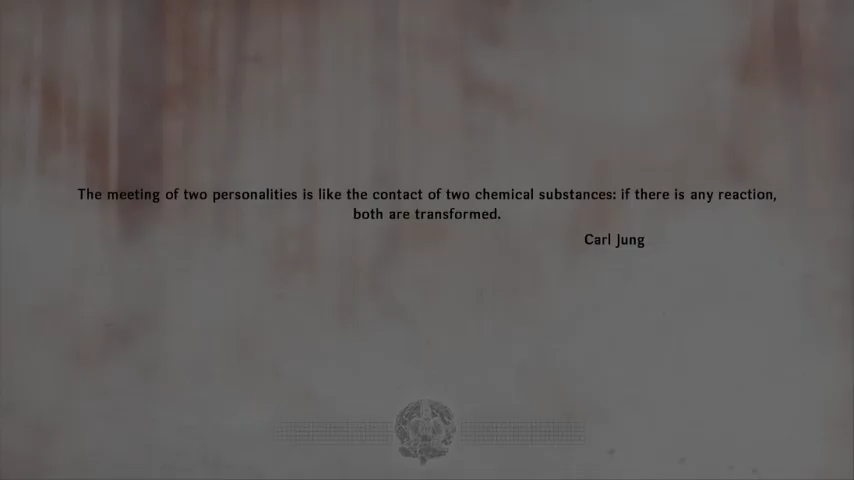 The meeting of two personalities is like the contact of two chemical substances: if there is any reaction,
both are transformed.
Carl Jung